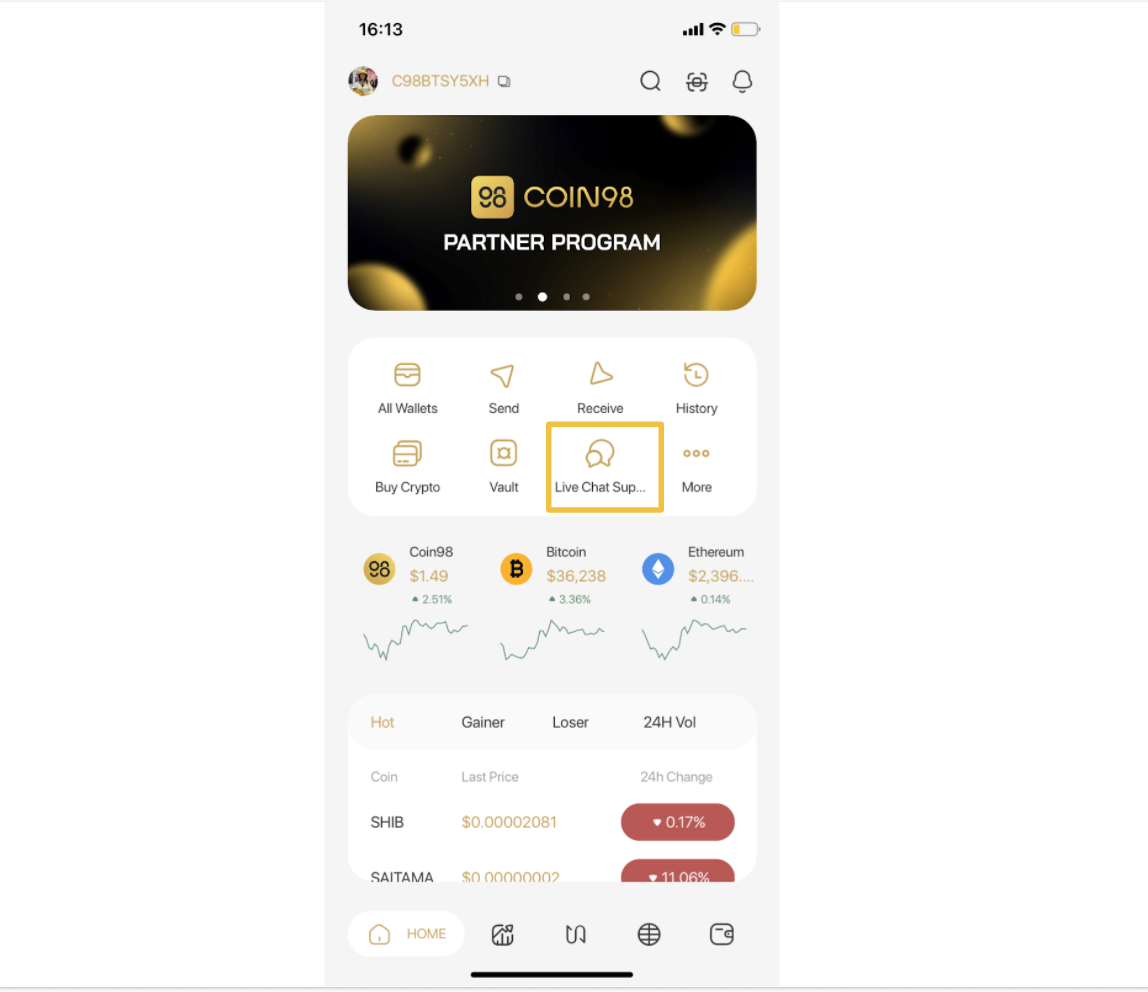 16:13
C98BTSY5XH
98 COIN98
PARTNER PROGRAM
All Wallets Send Receive History
Buy Crypto Vault Live Chat Sup... More
Coin98 Bitcoin Ethereum
98 $1.49 $36,238 $2,396....
2.51% 3.36% 0.14%
Hot Gainer Loser 24H Vol
Coin Last Price 24h Change
SHIB $0.00002081 0.17%
SAITAMA $0.00000002 11.06%
HOME